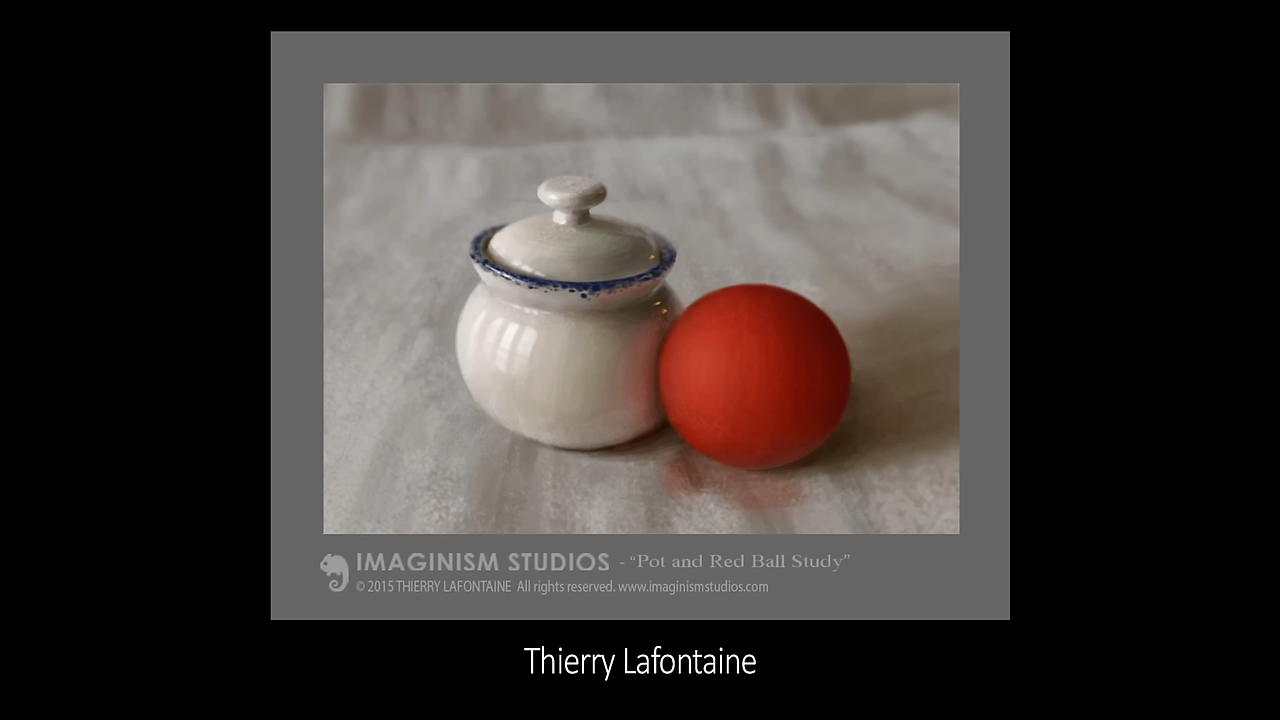 IMAGINISM STUDIOS - "Pot and Red Ball Study"
© 2015 THIERRY LAFONTAINE All rights reserved. www.imaginismstudios.com
Thierry Lafontaine